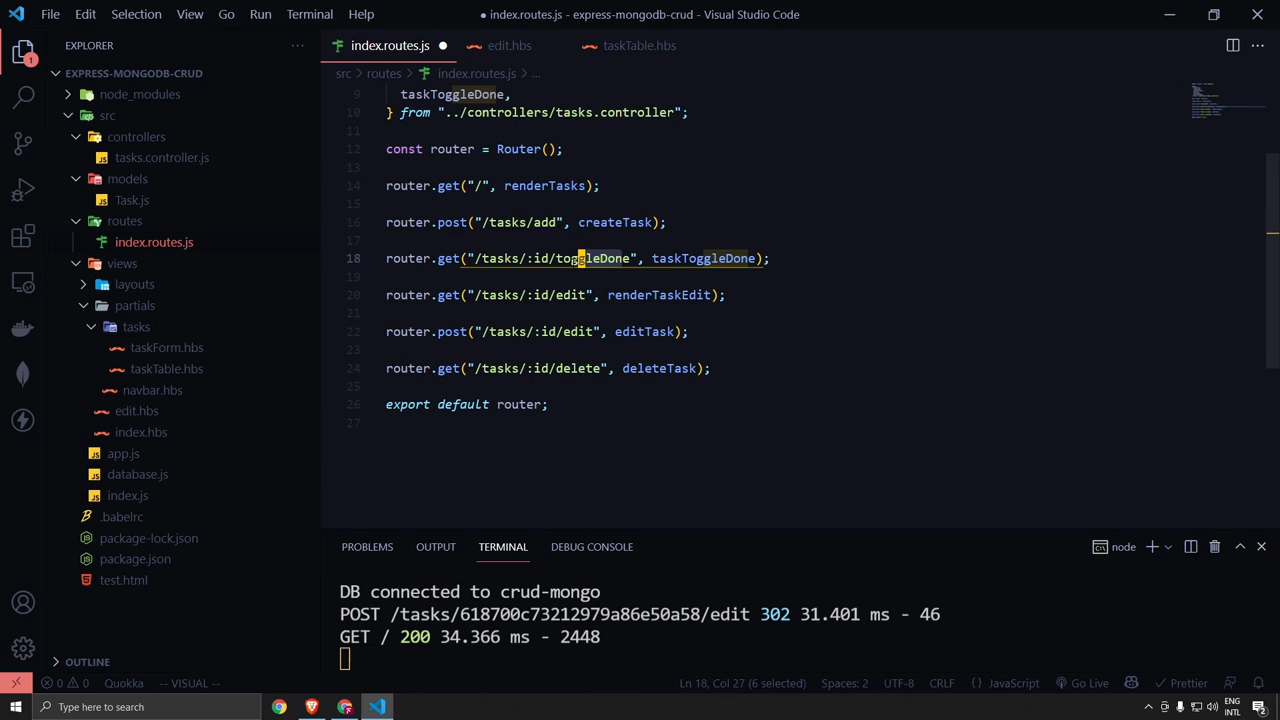 File Edit Selection View Go Run Terminal Help
● index.routes.js - express-mongodb-crud - Visual Studio Code
1
EXPLORER
EXPRESS-MONGODB-CRUD
node_modules
src
controllers
tasks.controller.js
models
Task.js
routes
index.routes.js
views
layouts
partials
tasks
taskForm.hbs
taskTable.hbs
navbar.hbs
edit.hbs
index.hbs
app.js
database.js
index.js
.babelrc
package-lock.json
package.json
test.html
OUTLINE
index.routes.js ● edit.hbs taskTable.hbs
src > routes > index.routes.js > ...
9 taskToggleDone,
10 } from "../controllers/tasks.controller";
11
12 const router = Router();
13
14 router.get("/", renderTasks);
15
16 router.post("/tasks/add", createTask);
17
18 router.get("/tasks/:id/toggleDone", taskToggleDone);
19
20 router.get("/tasks/:id/edit", renderTaskEdit);
21
22 router.post("/tasks/:id/edit", editTask);
23
24 router.get("/tasks/:id/delete", deleteTask);
25
26 export default router;
27
PROBLEMS OUTPUT TERMINAL DEBUG CONSOLE
node
DB connected to crud-mongo
POST /tasks/618700c73212979a86e50a58/edit 302 31.401 ms - 46
GET / 200 34.366 ms - 2448
0 0 Quokka -- VISUAL -- Ln 18, Col 27 (6 selected) Spaces: 2 UTF-8 CRLF {} JavaScript Go Live Prettier
Type here to search
ENG
INTL
2